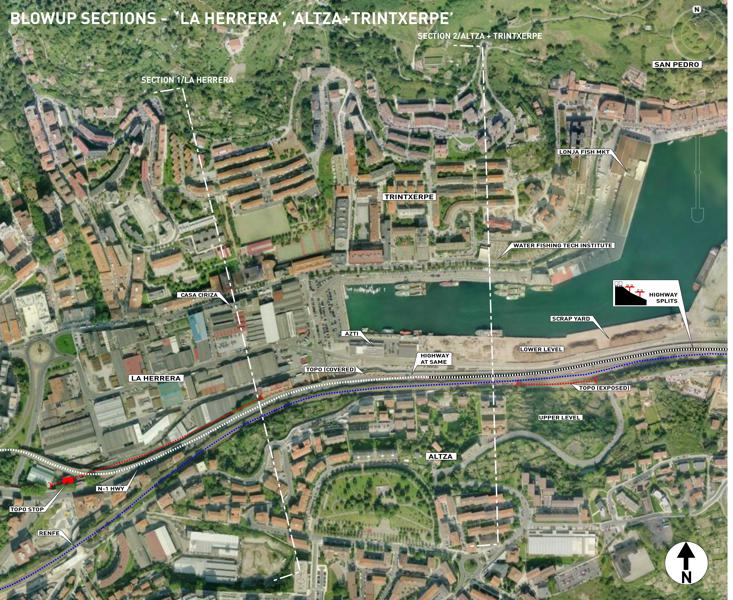 BLOWUP SECTIONS - 'LA HERRERA', 'ALTZA+TRINTXERPE'
N
SECTION 2/ALTZA + TRINTXERPE
SAN PEDRO
SECTION 1/LA HERRERA
LONJA FISH MKT
TRINTXERPE
WATER FISHING TECH INSTITUTE
CASA CIRIZA
HIGHWAY
SPLITS
SCRAP YARD
AZTI
LOWER LEVEL
HIGHWAY
AT SAME
TOPO (COVERED)
LA HERRERA
TOPO (EXPOSED)
UPPER LEVEL
ALTZA
N-1 HWY
TOPO STOP
RENFE
N